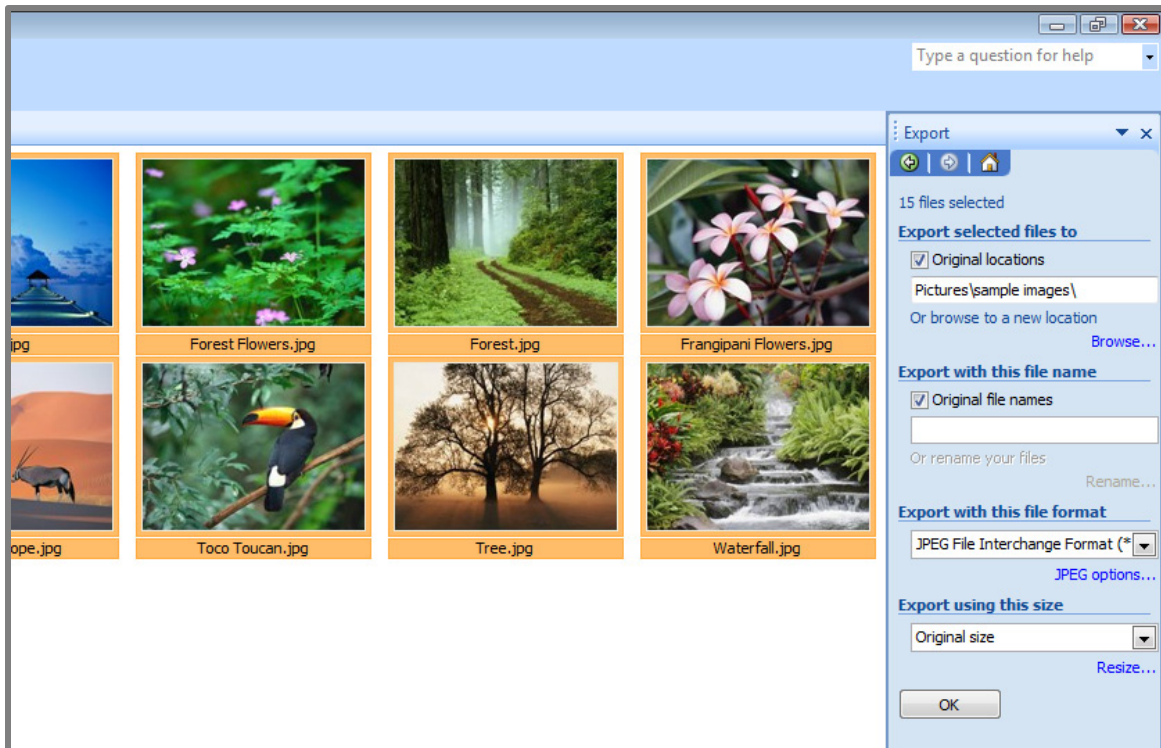 Type a question for help
Export
15 files selected
Export selected files to
Original locations
Pictures\sample images\
Or browse to a new location
Browse...
Export with this file name
Original file names
Or rename your files
Rename...
Export with this file format
JPEG File Interchange Format (*
JPEG options...
Export using this size
Original size
Resize...
OK
jpg Forest Flowers.jpg Forest.jpg Frangipani Flowers.jpg
ope.jpg Toco Toucan.jpg Tree.jpg Waterfall.jpg